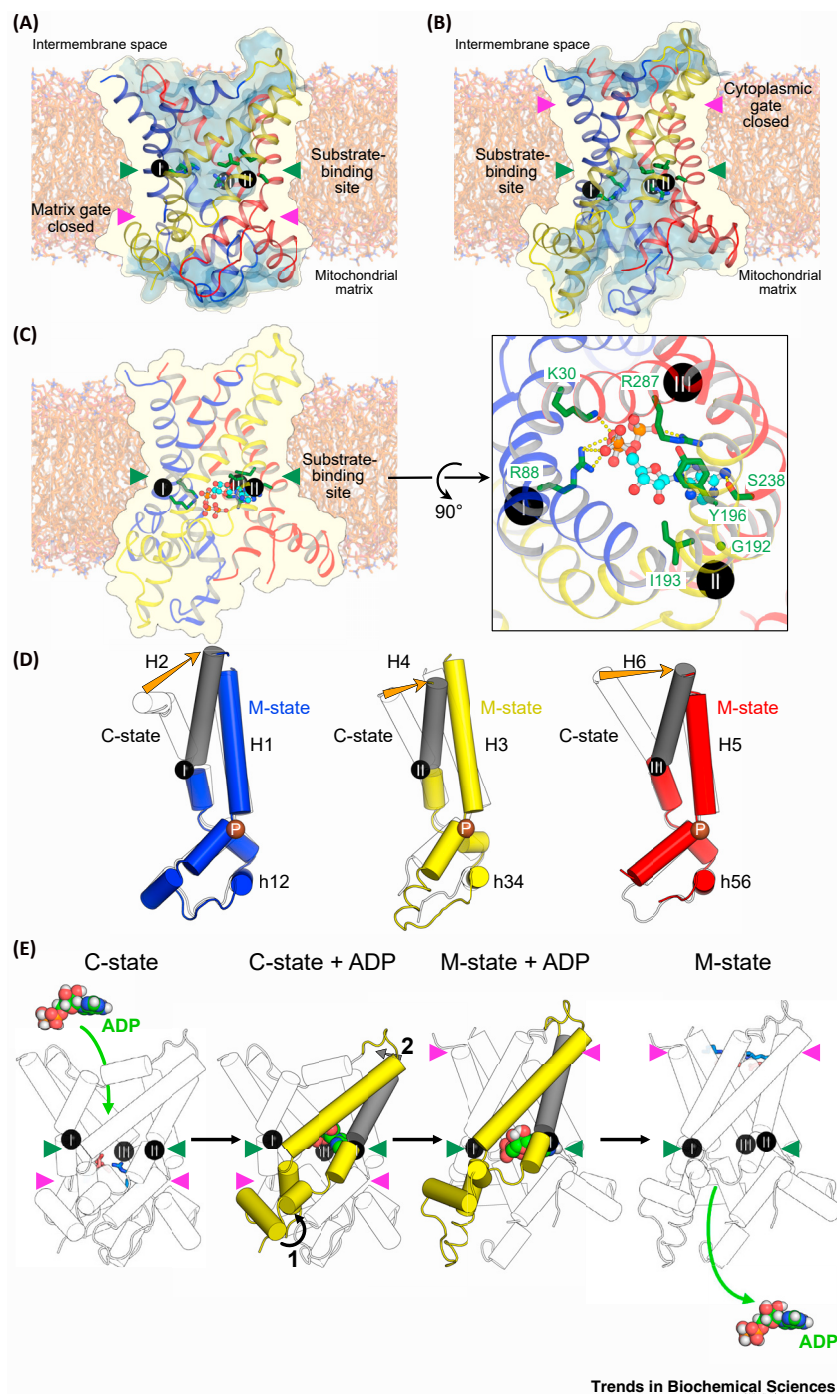 (A)
Intermembrane space
I
II
III
Substrate-
binding
site
Matrix gate
closed
Mitochondrial
matrix
(B)
Intermembrane space
Cytoplasmic
gate
closed
Substrate-
binding
site
I
III
II
Mitochondrial
matrix
(C)
I
III
II
Substrate-
binding
site
90°
K30
R287
III
R88
I
S238
Y196
G192
I193
II
(D)
H2
M-state
C-state
H1
I
P
h12
H4
M-state
C-state
H3
II
P
h34
H6
M-state
C-state
H5
III
P
h56
(E)
C-state
C-state + ADP
M-state + ADP
M-state
ADP
I
III
II
2
I
III
1
I
I
III
II
ADP
Trends in Biochemical Sciences